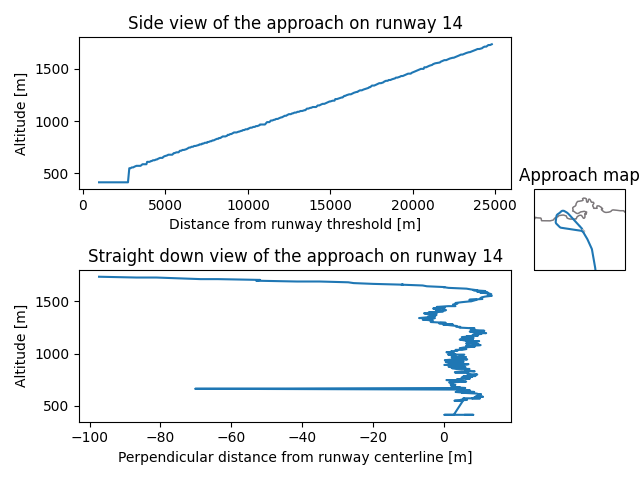 Side view of the approach on runway 14
Altitude [m]
1500
1000
500
0
5000
10000
15000
20000
25000
Distance from runway threshold [m]
Approach map
Straight down view of the approach on runway 14
Altitude [m]
1500
1000
500
−100
−80
−60
−40
−20
0
Perpendicular distance from runway centerline [m]